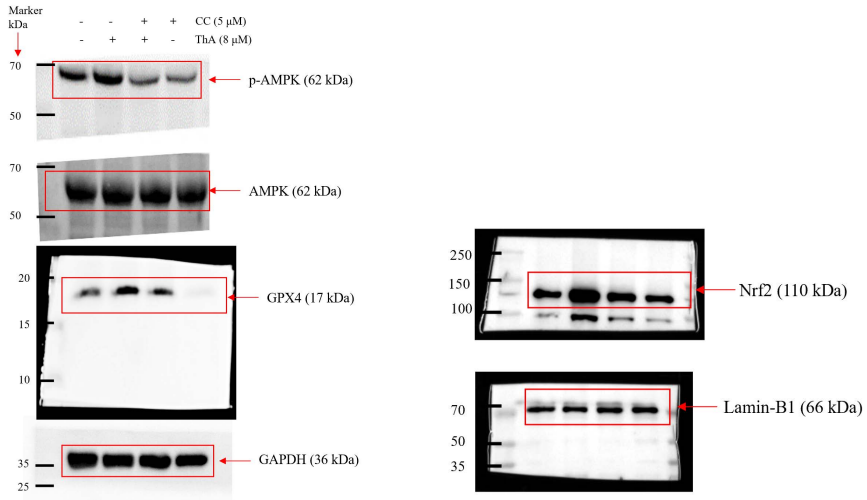 Marker
kDa
- - + + CC (5 μM)
- + + - ThA (8 μM)
70
50
p-AMPK (62 kDa)
70
50
AMPK (62 kDa)
20
15
10
GPX4 (17 kDa)
35
25
GAPDH (36 kDa)
250
150
100
Nrf2 (110 kDa)
70
50
35
Lamin-B1 (66 kDa)